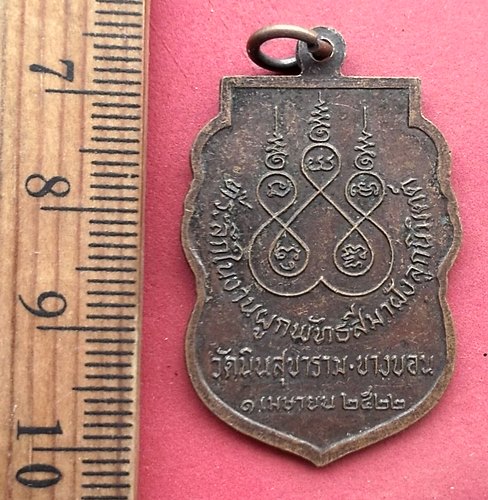 7
8
9
10
ที่ระลึกในงานผูกพัทธสีมาฝังลูกนิมิต
วัดนินสุขาราม·บางบอน
๑ เมษายน ๒๕๒๒